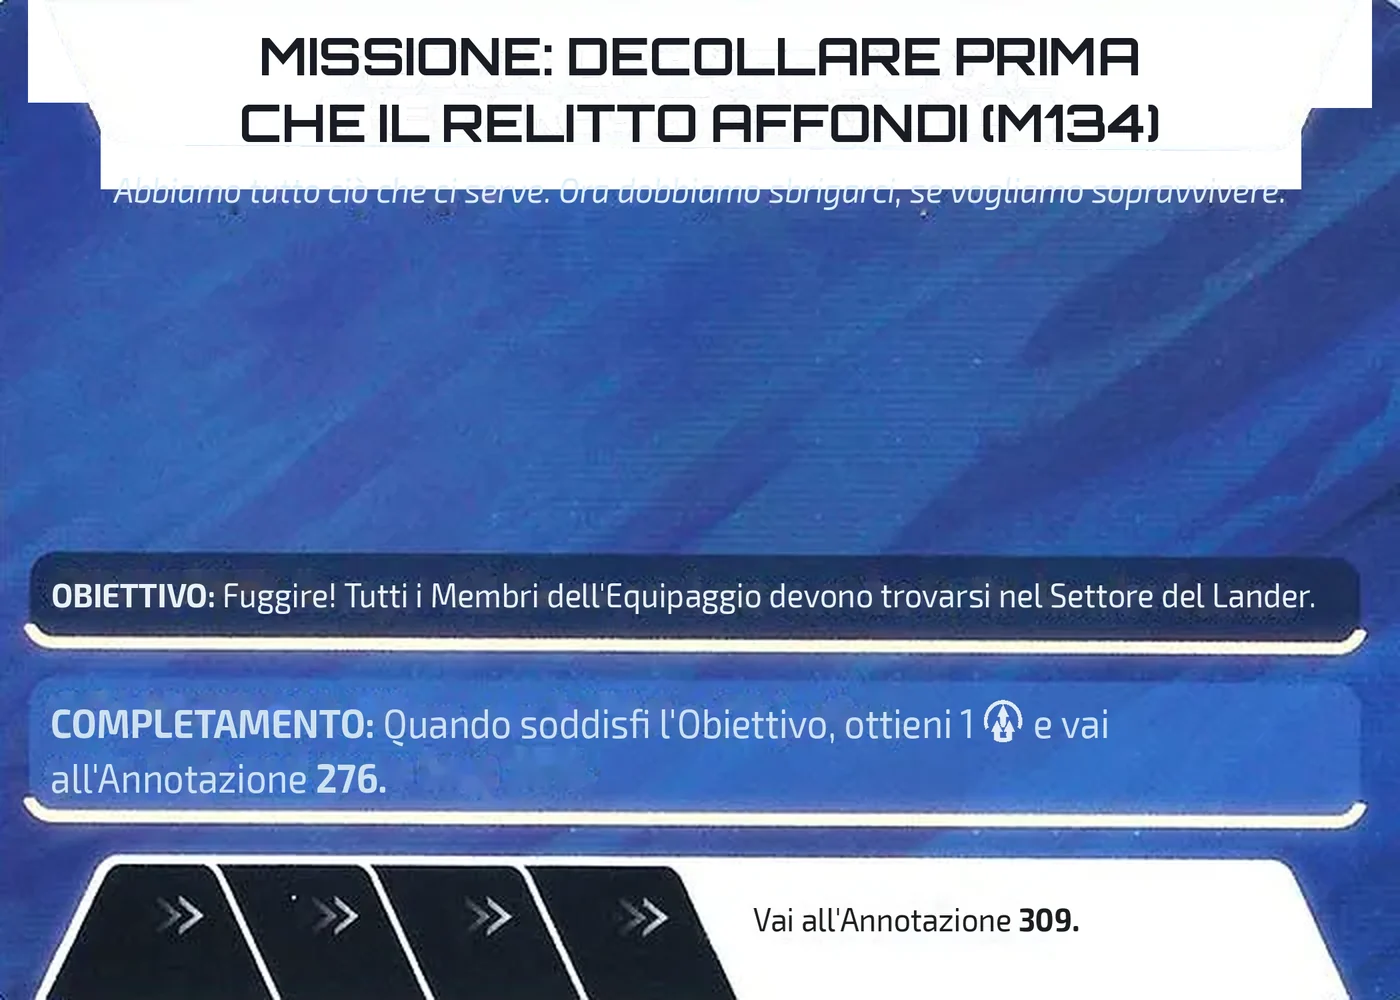 MISSIONE: DECOLLARE PRIMA
CHE IL RELITTO AFFONDI (M134)
Abbiamo tutto ciò che ci serve. Ora dobbiamo sbrigarci, se vogliamo sopravvivere.
OBIETTIVO: Fuggire! Tutti i Membri dell'Equipaggio devono trovarsi nel Settore del Lander.
COMPLETAMENTO: Quando soddisfi l'Obiettivo, ottieni 1 e vai
all'Annotazione 276.
Vai all'Annotazione 309.